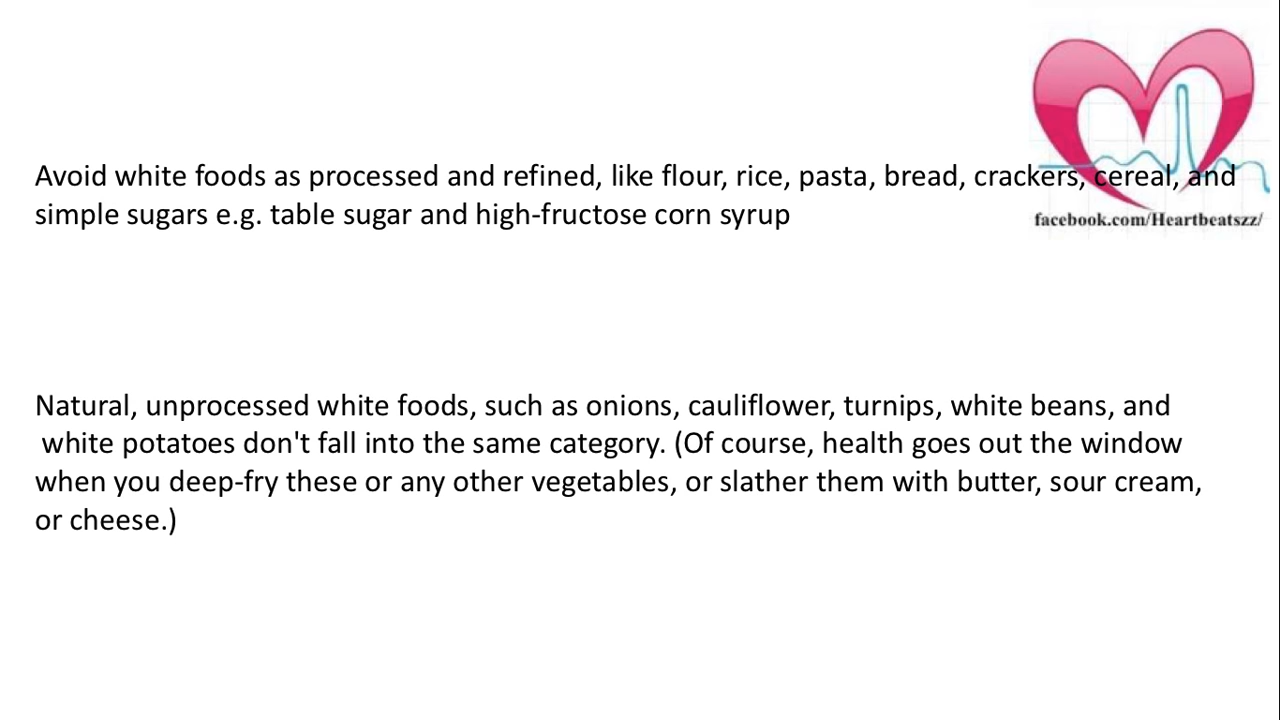 Avoid white foods as processed and refined, like flour, rice, pasta, bread, crackers, cereal, and
simple sugars e.g. table sugar and high-fructose corn syrup
facebook.com/Heartbeatszz/
Natural, unprocessed white foods, such as onions, cauliflower, turnips, white beans, and
white potatoes don't fall into the same category. (Of course, health goes out the window
when you deep-fry these or any other vegetables, or slather them with butter, sour cream,
or cheese.)